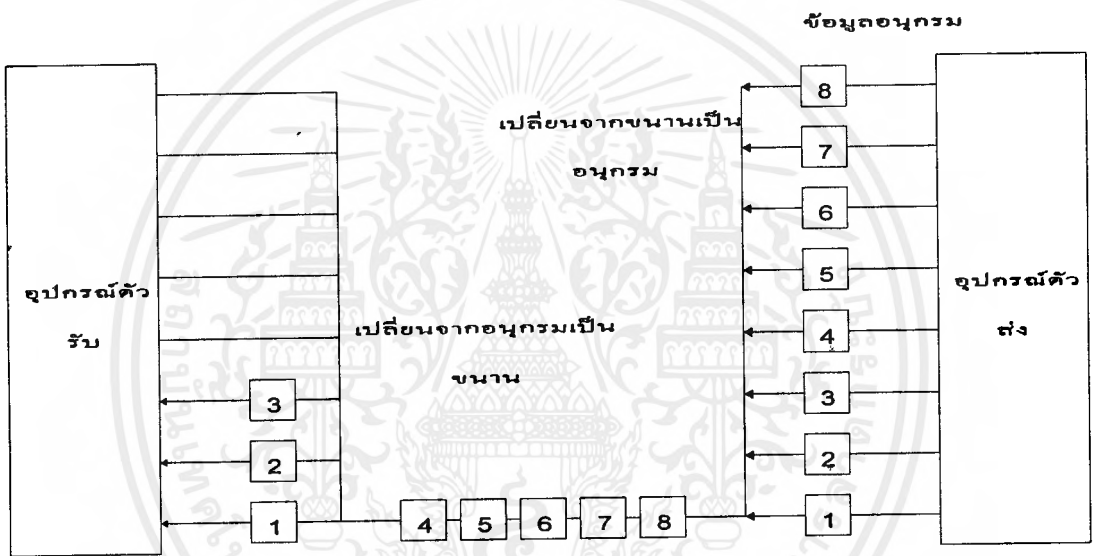 ข้อมูลอนุกรม
8
เปลี่ยนจากขนานเป็น
7
อนุกรม
6
5
อุปกรณ์ตัว
อุปกรณ์ตัว
เปลี่ยนจากอนุกรมเป็น
4
รับ
ส่ง
ขนาน
3
3
2
2
1
4 5 6 7 8
1